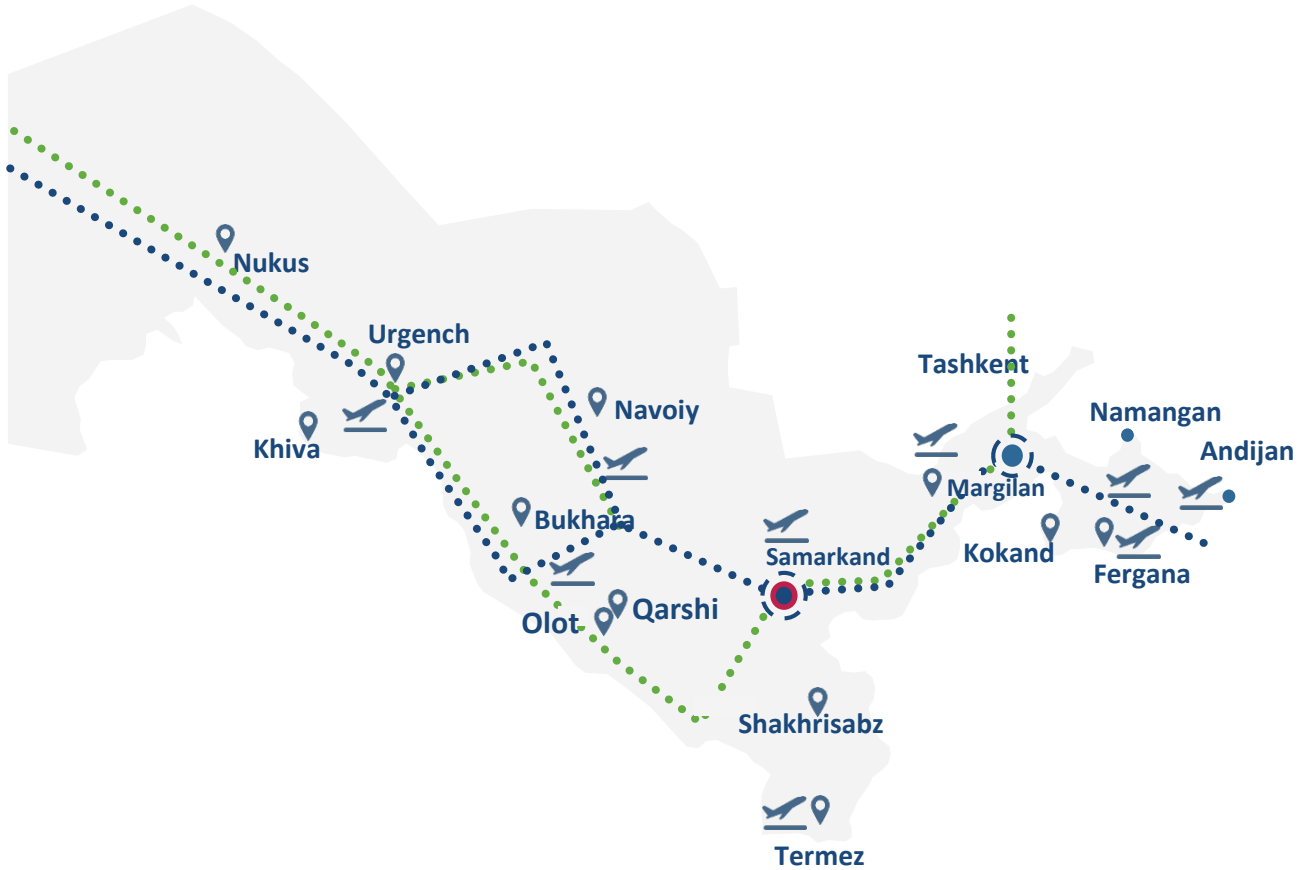 Nukus
Urgench
Tashkent
Navoiy
Namangan
Khiva
Andijan
Margilan
Bukhara
Kokand
Samarkand
Fergana
Qarshi
Olot
Shakhrisabz
Termez